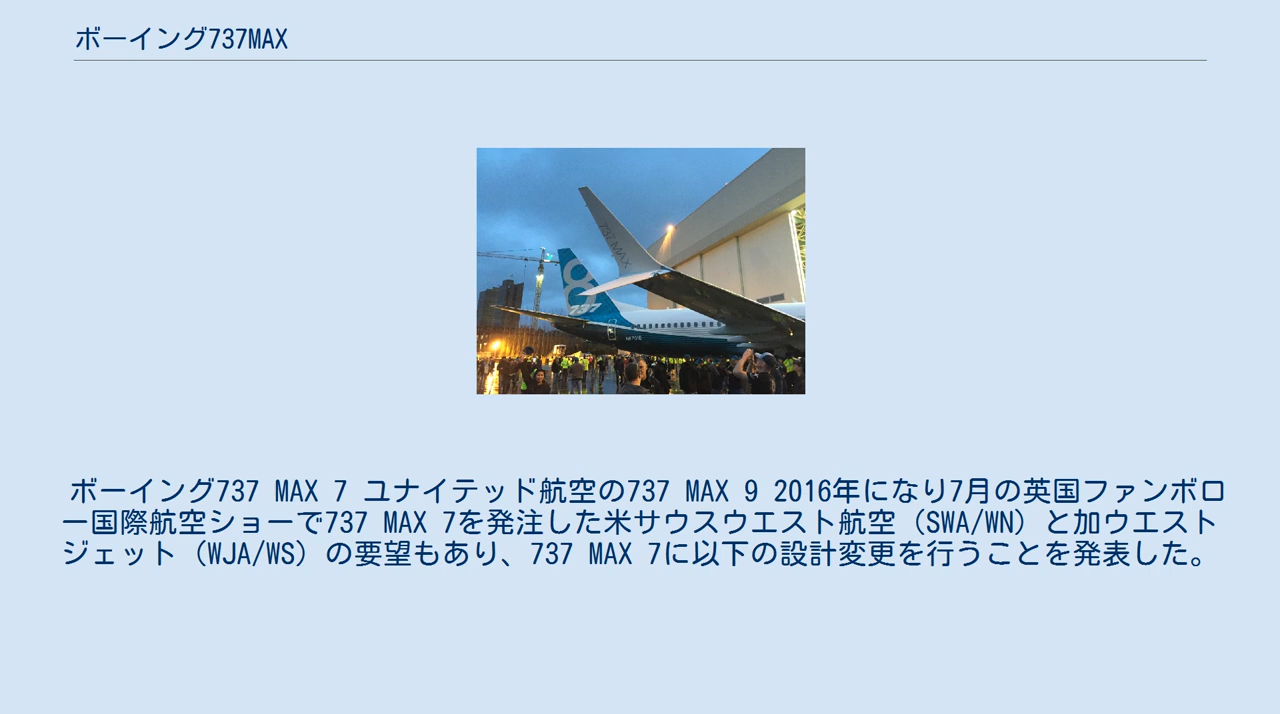 ボーイング737MAX
737 MAX
8
737
ボーイング737 MAX 7 ユナイテッド航空の737 MAX 9 2016年になり7月の英国ファンボロ
ー国際航空ショーで737 MAX 7を発注した米サウスウエスト航空（SWA/WN）と加ウエスト
ジェット（WJA/WS）の要望もあり、737 MAX 7に以下の設計変更を行うことを発表した。